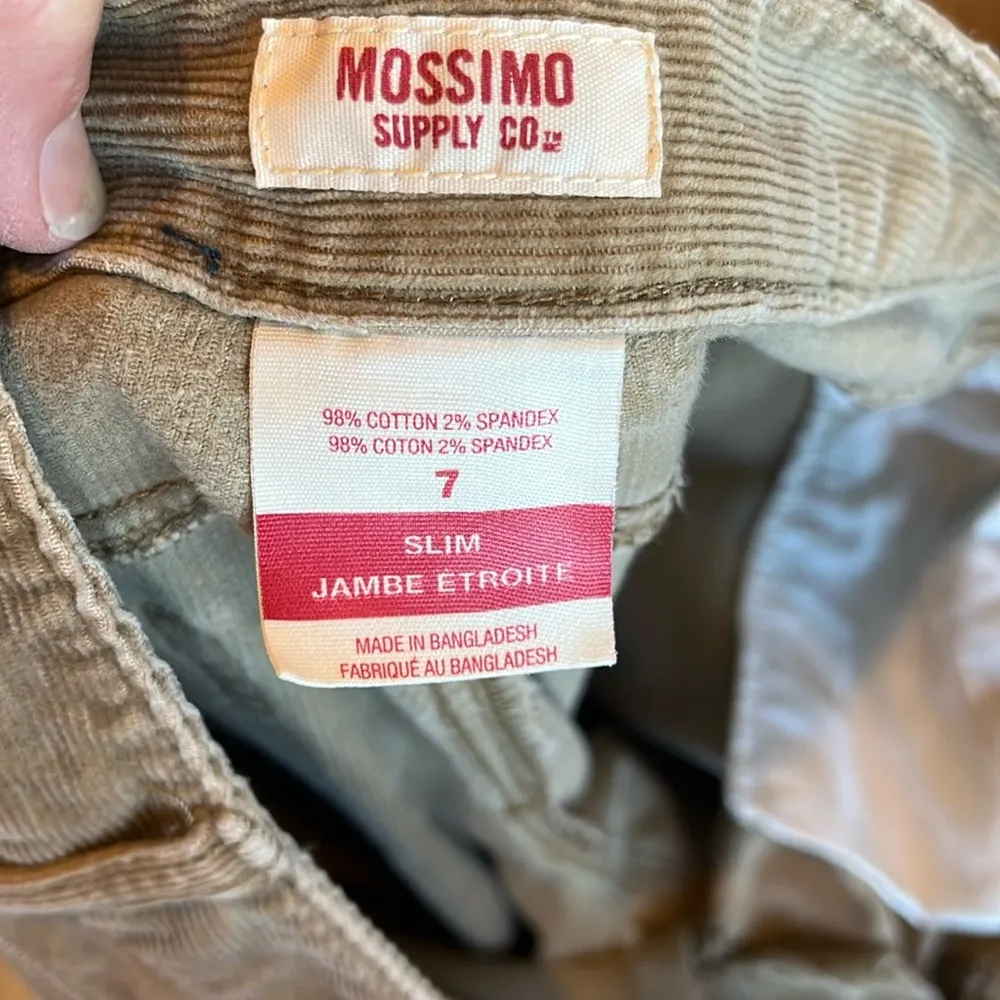 MOSSIMO
SUPPLY CO.™
98% COTTON 2% SPANDEX
98% COTON 2% SPANDEX
7
SLIM
JAMBE ÉTROITE
MADE IN BANGLADESH
FABRIQUÉ AU BANGLADESH